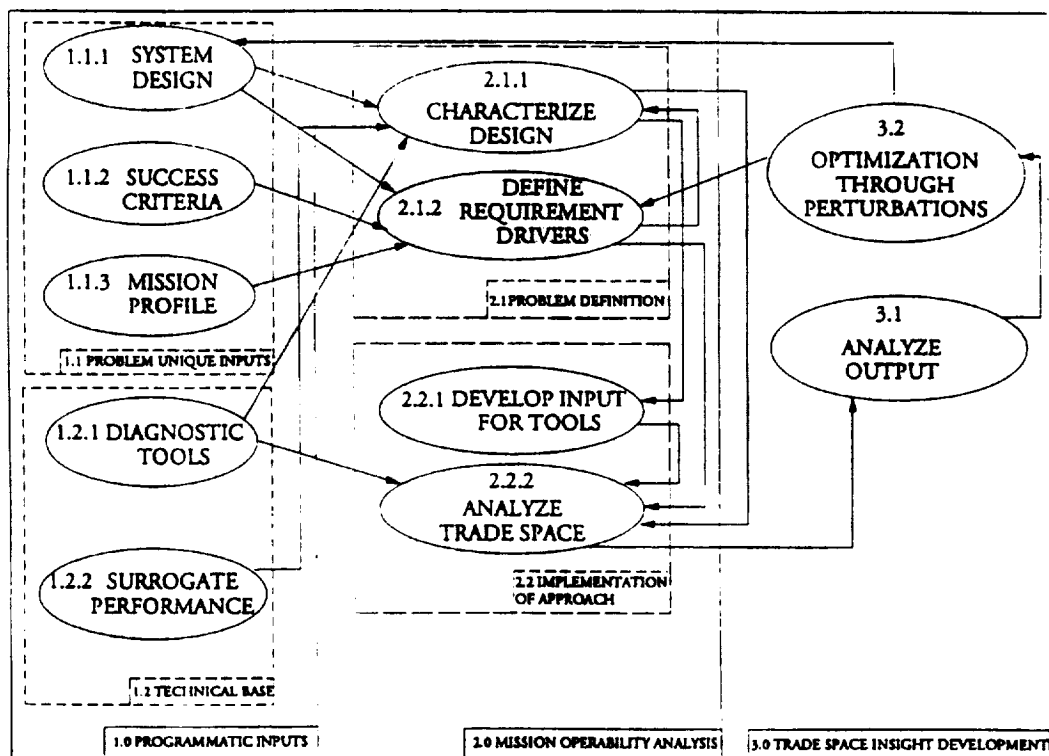 1.1.1 SYSTEM
DESIGN
1.1.2 SUCCESS
CRITERIA
1.1.3 MISSION
PROFILE
1.1 PROBLEM UNIQUE INPUTS
1.2.1 DIAGNOSTIC
TOOLS
1.2.2 SURROGATE
PERFORMANCE
1.2 TECHNICAL BASE
1.0 PROGRAMMATIC INPUTS
2.1.1
CHARACTERIZE
DESIGN
DEFINE
2.1.2 REQUIREMENT
DRIVERS
2.1 PROBLEM DEFINITION
2.2.1 DEVELOP INPUT
FOR TOOLS
2.2.2
ANALYZE
TRADE SPACE
2.2 IMPLEMENTATION
OF APPROACH
2.0 MISSION OPERABILITY ANALYSIS
3.2
OPTIMIZATION
THROUGH
PERTURBATIONS
3.1
ANALYZE
OUTPUT
3.0 TRADE SPACE INSIGHT DEVELOPMENT